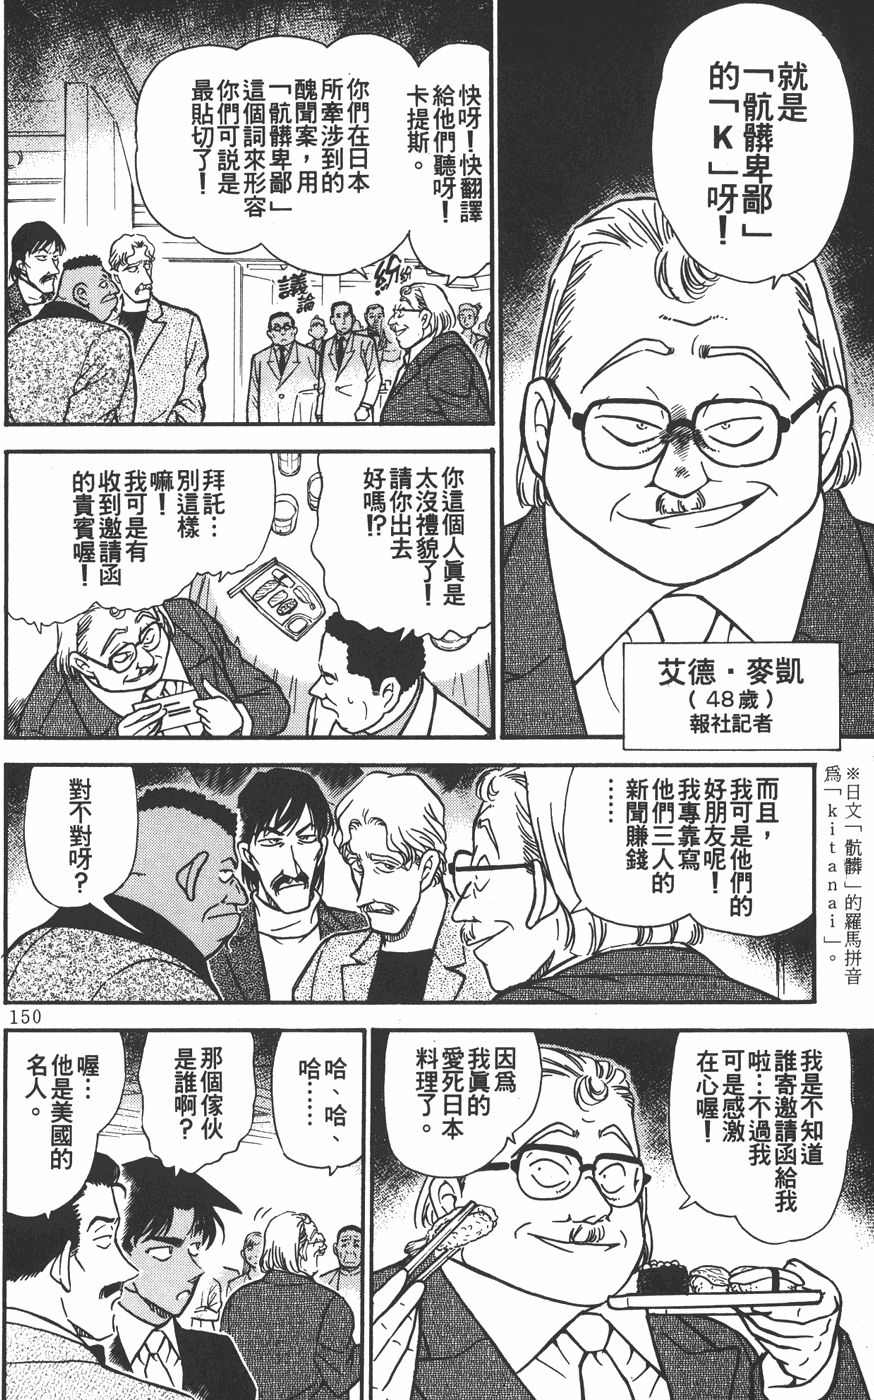 就是
「骯髒卑鄙」
的「K」呀！
艾德·麥凱
（48歲）
報社記者
快呀！快翻譯
給他們聽呀！
卡提斯。
你們在日本
所牽涉到的
醜聞案，用
「骯髒卑鄙」
這個詞來形容
你們可說是
最貼切了！
議論
你這個人眞是
太沒禮貌了！
請你出去
好嗎!?
拜託…
別這樣
嘛！
我可是有
收到邀請函
的貴賓喔！
※日文「骯髒」的羅馬拼音
爲「kitanai」。
而且，
我可是他們的
好朋友呢！
我專靠寫
他們三人的
新聞賺錢
……
對不對呀？
150
我是不知道
誰寄邀請函給我
啦…不過我
可是感激
在心喔！
因爲
我眞的
愛死日本
料理了。
哈、哈、
哈……
那個傢伙
是誰啊？
喔…
他是美國的
名人。